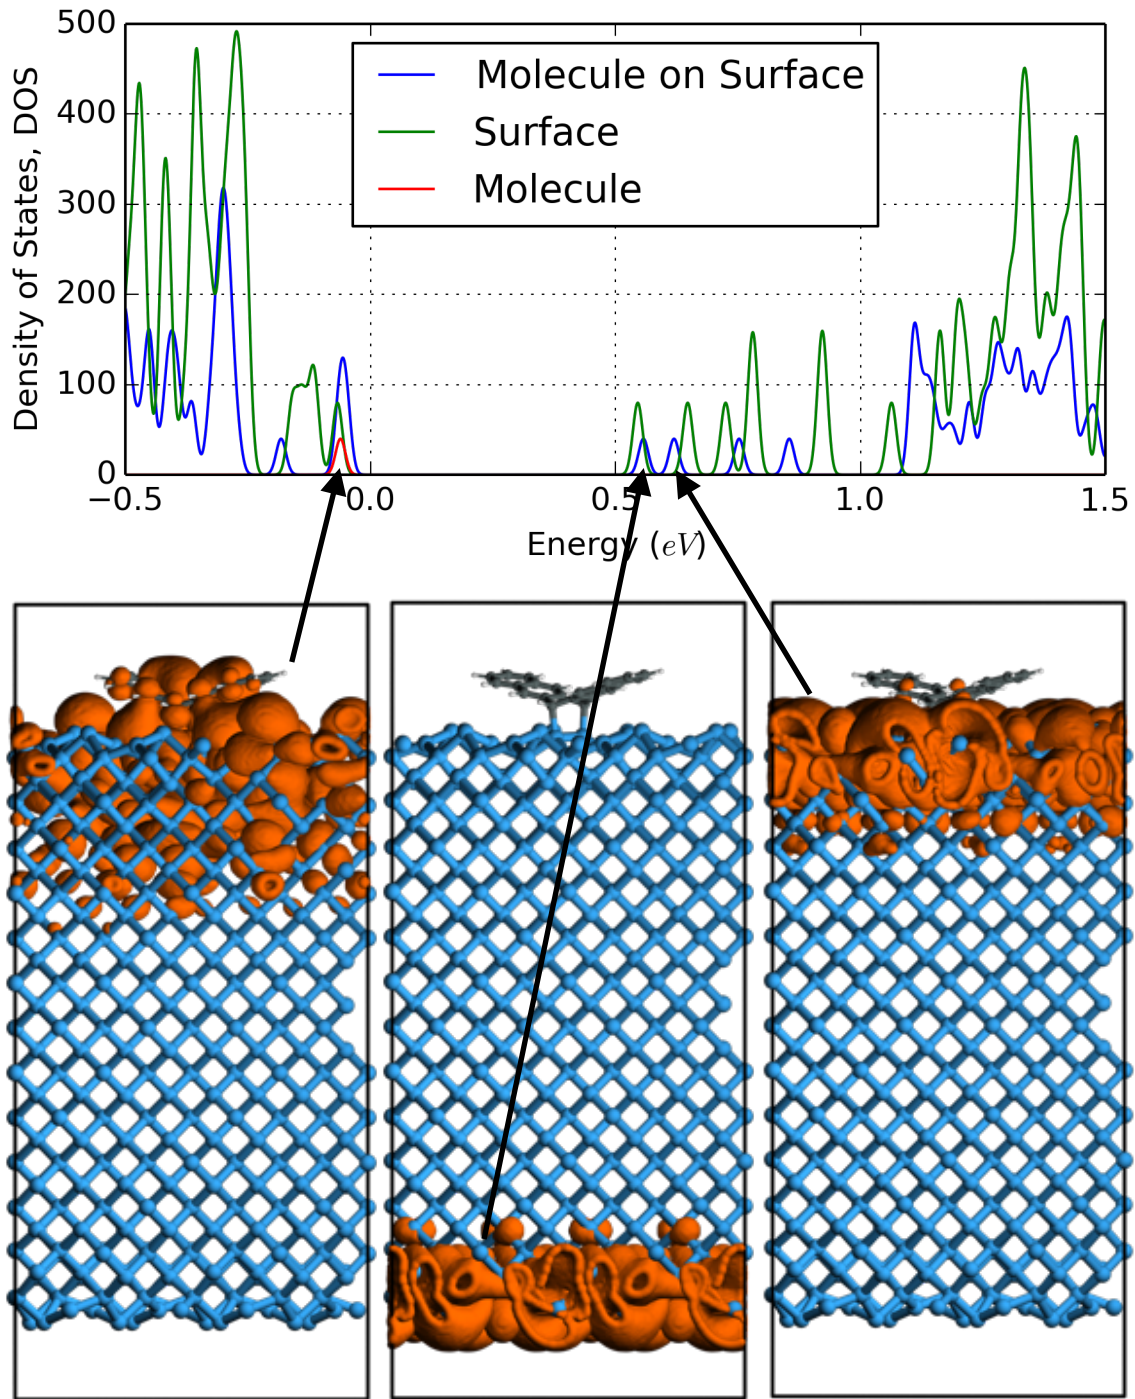 500
400
300
200
100
0
Density of States, DOS
Molecule on Surface
Surface
Molecule
−0.5 0.0 0.5 1.0 1.5
Energy (eV)